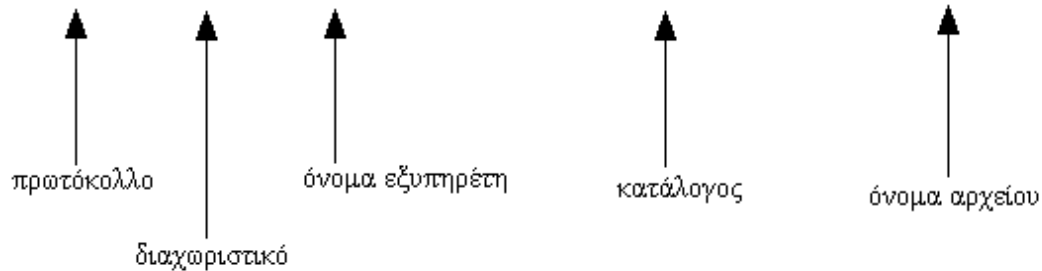 πρωτόκολλο
διαχωριστικό
όνομα εξυπηρέτη
κατάλογος
όνομα αρχείου